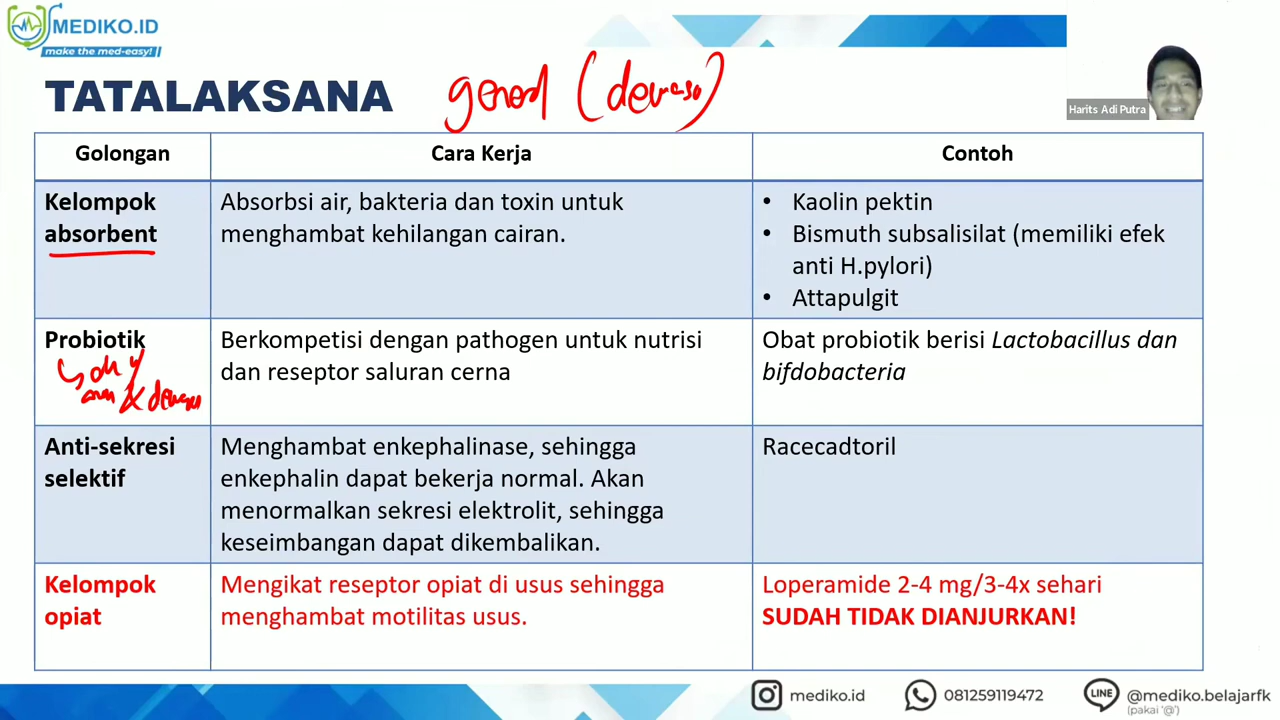 MEDIKO.ID
make the med-easy!
TATALAKSANA
(dewasa)
Harits Adi Putra
Golongan
Cara Kerja
Contoh
Kelompok
absorbent
Absorbsi air, bakteria dan toxin untuk
menghambat kehilangan cairan.
• Kaolin pektin
• Bismuth subsalisilat (memiliki efek
anti H.pylori)
• Attapulgit
Probiotik
anak & dewasa
Berkompetisi dengan pathogen untuk nutrisi
dan reseptor saluran cerna
Obat probiotik berisi Lactobacillus dan
bifdobacteria
Anti-sekresi
selektif
Menghambat enkephalinase, sehingga
enkephalin dapat bekerja normal. Akan
menormalkan sekresi elektrolit, sehingga
keseimbangan dapat dikembalikan.
Racecadtoril
Kelompok
opiat
Mengikat reseptor opiat di usus sehingga
menghambat motilitas usus.
Loperamide 2-4 mg/3-4x sehari
SUDAH TIDAK DIANJURKAN!
mediko.id
081259119472
LINE
@mediko.belajarfk
(pakai '@')